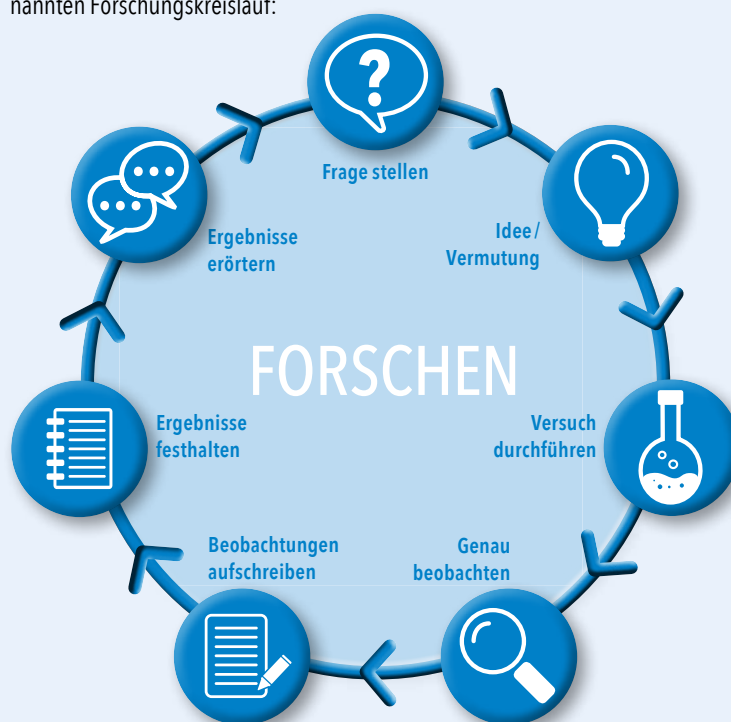 nannten Forschungskreislauf:
?
Frage stellen
Idee/
Vermutung
Versuch
durchführen
Genau
beobachten
Beobachtungen
aufschreiben
Ergebnisse
festhalten
Ergebnisse
erörtern
FORSCHEN